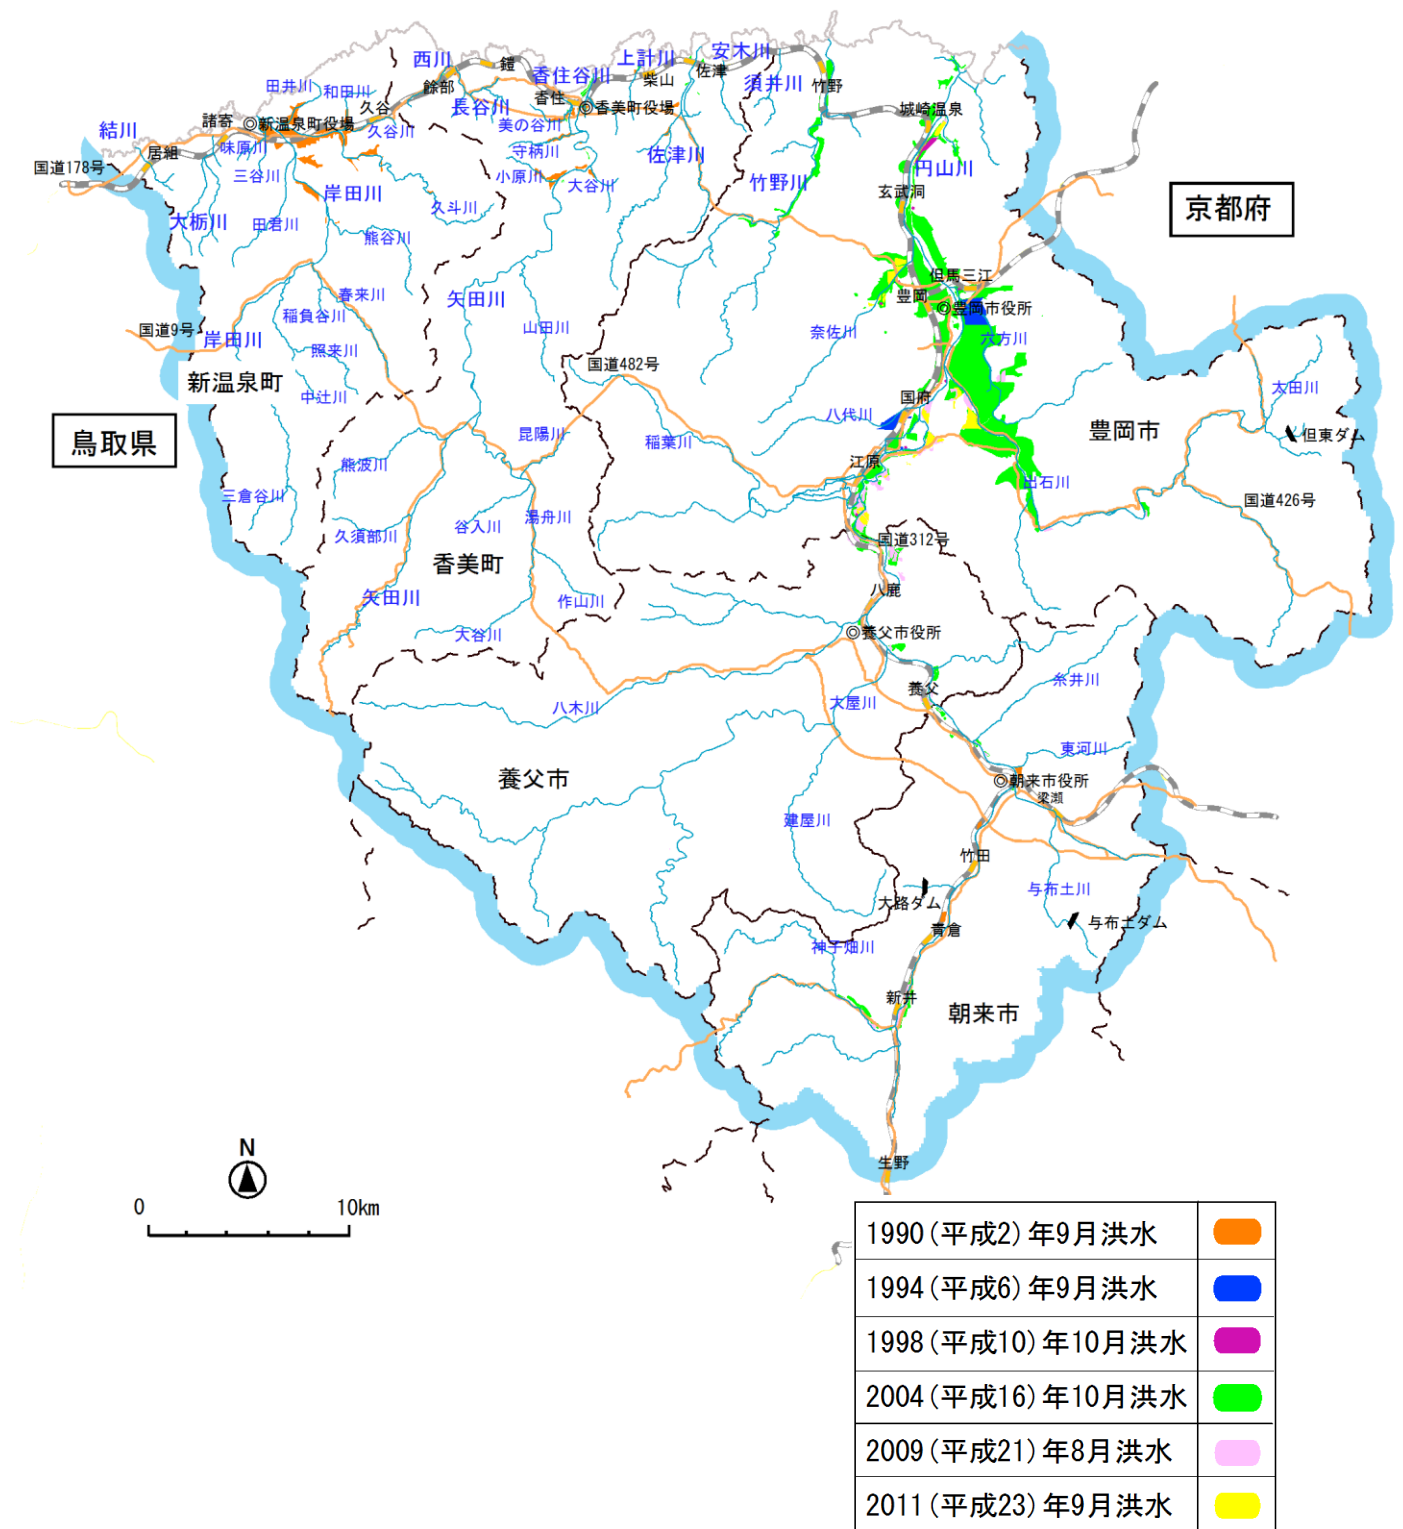 西川
鎧
上計川
安木川
田井川
和田川
久谷
餘部
香住谷川
柴山
佐津
須井川
竹野
長谷川
香住
◎香美町役場
城崎温泉
結川
諸寄
◎新温泉町役場
久谷川
美の谷川
国道178号
居組
味原川
守柄川
佐津川
円山川
三谷川
岸田川
小原川
大谷川
竹野川
玄武洞
京都府
大栃川
田君川
久斗川
熊谷川
但馬三江
春来川
矢田川
豊岡
◎豊岡市役所
稲負谷川
山田川
奈佐川
国道9号
岸田川
照来川
六方川
新温泉町
国道482号
太田川
中辻川
国府
鳥取県
八代川
豊岡市
昆陽川
稲葉川
但東ダム
熊波川
江原
三倉谷川
出石川
国道426号
久須部川
谷入川
湯舟川
国道312号
香美町
矢田川
作山川
八鹿
大谷川
◎養父市役所
八木川
大屋川
養父
糸井川
東河川
養父市
◎朝来市役所
梁瀬
建屋川
竹田
与布土川
大路ダム
青倉
与布土ダム
神子畑川
新井
朝来市
生野
N
0
10km
1990(平成2)年9月洪水
1994(平成6)年9月洪水
1998(平成10)年10月洪水
2004(平成16)年10月洪水
2009(平成21)年8月洪水
2011(平成23)年9月洪水